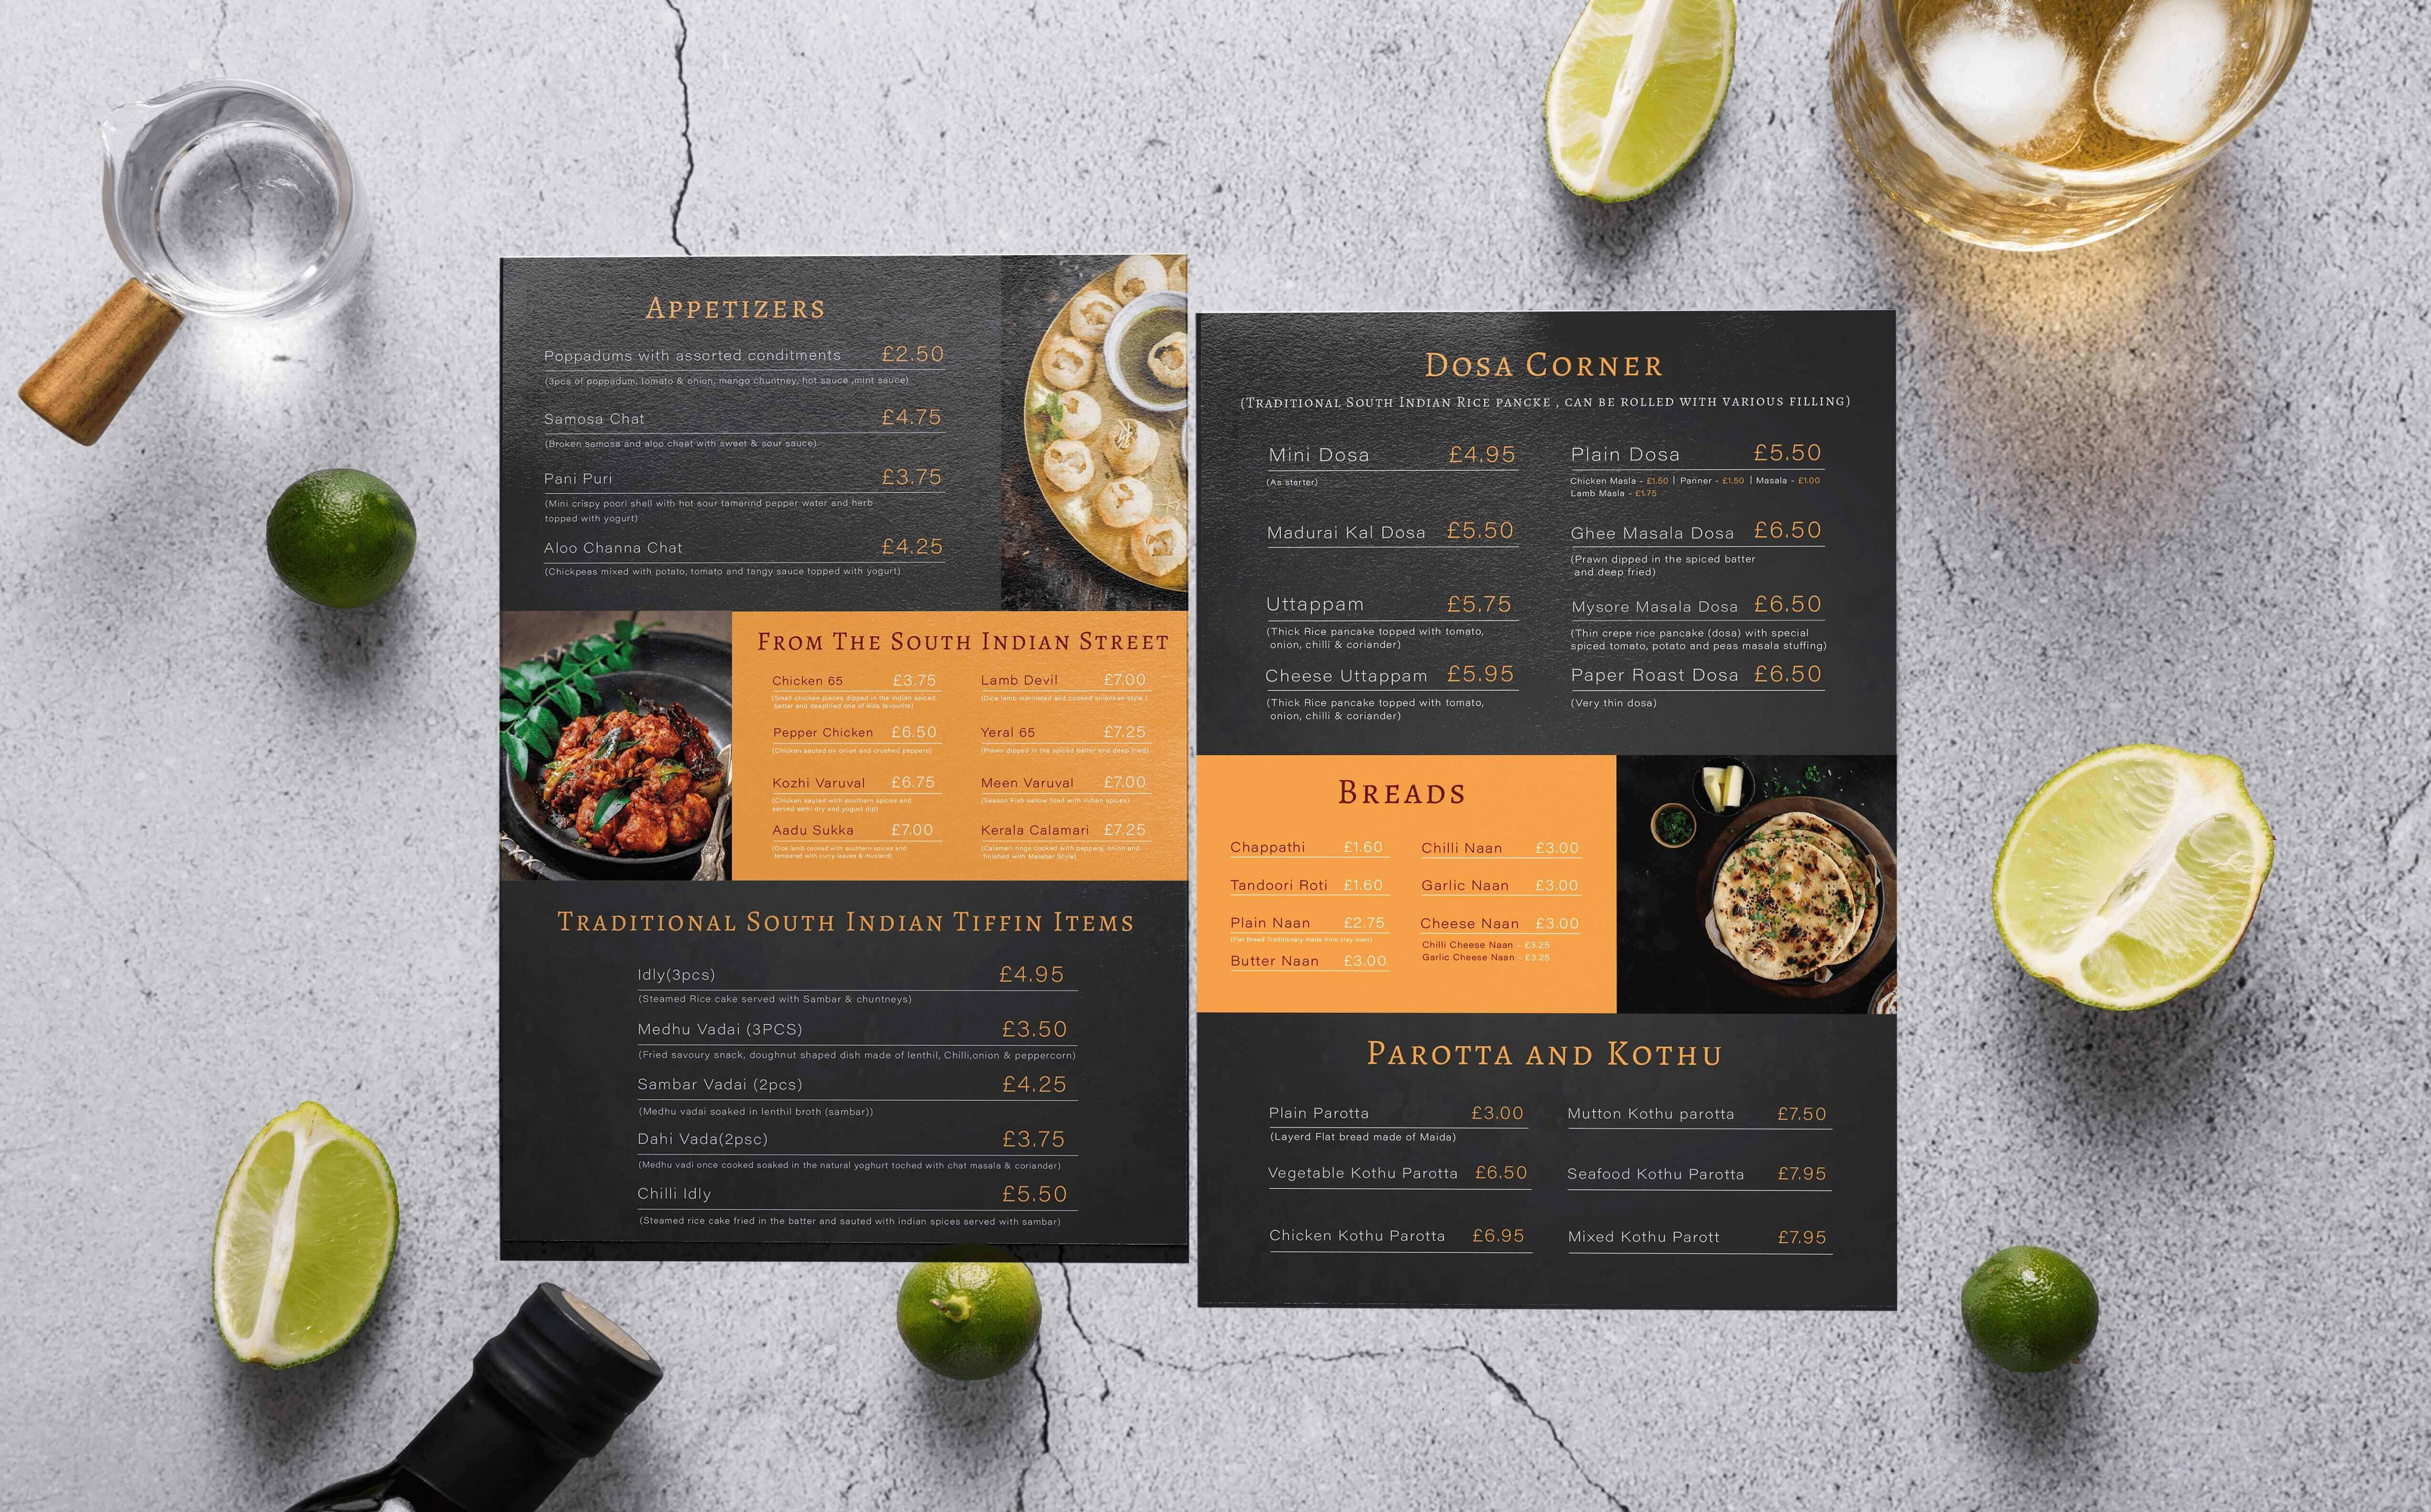 APPETIZERS
Poppadums with assorted conditments £2.50
(3pcs of poppadum, tomato & onion, mango chuntney, hot sauce ,mint sauce)
Samosa Chat £4.75
(Broken samosa and aloo chaat with sweet & sour sauce)
Pani Puri £3.75
(Mini crispy poori shell with hot sour tamarind pepper water and herb
topped with yogurt)
Aloo Channa Chat £4.25
(Chickpeas mixed with potato, tomato and tangy sauce topped with yogurt)
FROM THE SOUTH INDIAN STREET
Chicken 65 £3.75
(Small chicken pieces dipped in the indian spiced
batter and deepfried one of kids favourite)
Pepper Chicken £6.50
(Chicken sauted on onion and crushed peppers)
Kozhi Varuval £6.75
(Chicken sauted with southern spices and
served semi dry and yogurt dip)
Aadu Sukka £7.00
(Dice lamb cooked with southern spices and
tempered with curry leaves & mustard)
Lamb Devil £7.00
(Dice lamb marinated and cooked srilankan style.)
Yeral 65 £7.25
(Prawn dipped in the spiced batter and deep fried)
Meen Varuval £7.00
(Season Fish sallow fried with indian spices)
Kerala Calamari £7.25
(Calamari rings cooked with peppers, onion and
finished with Malabar Style)
TRADITIONAL SOUTH INDIAN TIFFIN ITEMS
Idly(3pcs) £4.95
(Steamed Rice cake served with Sambar & chuntneys)
Medhu Vadai (3PCS) £3.50
(Fried savoury snack, doughnut shaped dish made of lenthil, Chilli,onion & peppercorn)
Sambar Vadai (2pcs) £4.25
(Medhu vadai soaked in lenthil broth (sambar))
Dahi Vada(2psc) £3.75
(Medhu vadi once cooked soaked in the natural yoghurt toched with chat masala & coriander)
Chilli Idly £5.50
(Steamed rice cake fried in the batter and sauted with indian spices served with sambar)
DOSA CORNER
(TRADITIONAL SOUTH INDIAN RICE PANCKE , CAN BE ROLLED WITH VARIOUS FILLING)
Mini Dosa £4.95
(As starter)
Madurai Kal Dosa £5.50
Uttappam £5.75
(Thick Rice pancake topped with tomato,
onion, chilli & coriander)
Cheese Uttappam £5.95
(Thick Rice pancake topped with tomato,
onion, chilli & coriander)
Plain Dosa £5.50
Chicken Masla - £1.50 | Panner - £1.50 | Masala - £1.00
Lamb Masla - £1.75
Ghee Masala Dosa £6.50
(Prawn dipped in the spiced batter
and deep fried)
Mysore Masala Dosa £6.50
(Thin crepe rice pancake (dosa) with special
spiced tomato, potato and peas masala stuffing)
Paper Roast Dosa £6.50
(Very thin dosa)
BREADS
Chappathi £1.60
Tandoori Roti £1.60
Plain Naan £2.75
(Flat Breed Traditionaly made from clay oven)
Butter Naan £3.00
Chilli Naan £3.00
Garlic Naan £3.00
Cheese Naan £3.00
Chilli Cheese Naan - £3.25
Garlic Cheese Naan - £3.25
PAROTTA AND KOTHU
Plain Parotta £3.00
(Layerd Flat bread made of Maida)
Vegetable Kothu Parotta £6.50
Chicken Kothu Parotta £6.95
Mutton Kothu parotta £7.50
Seafood Kothu Parotta £7.95
Mixed Kothu Parott £7.95